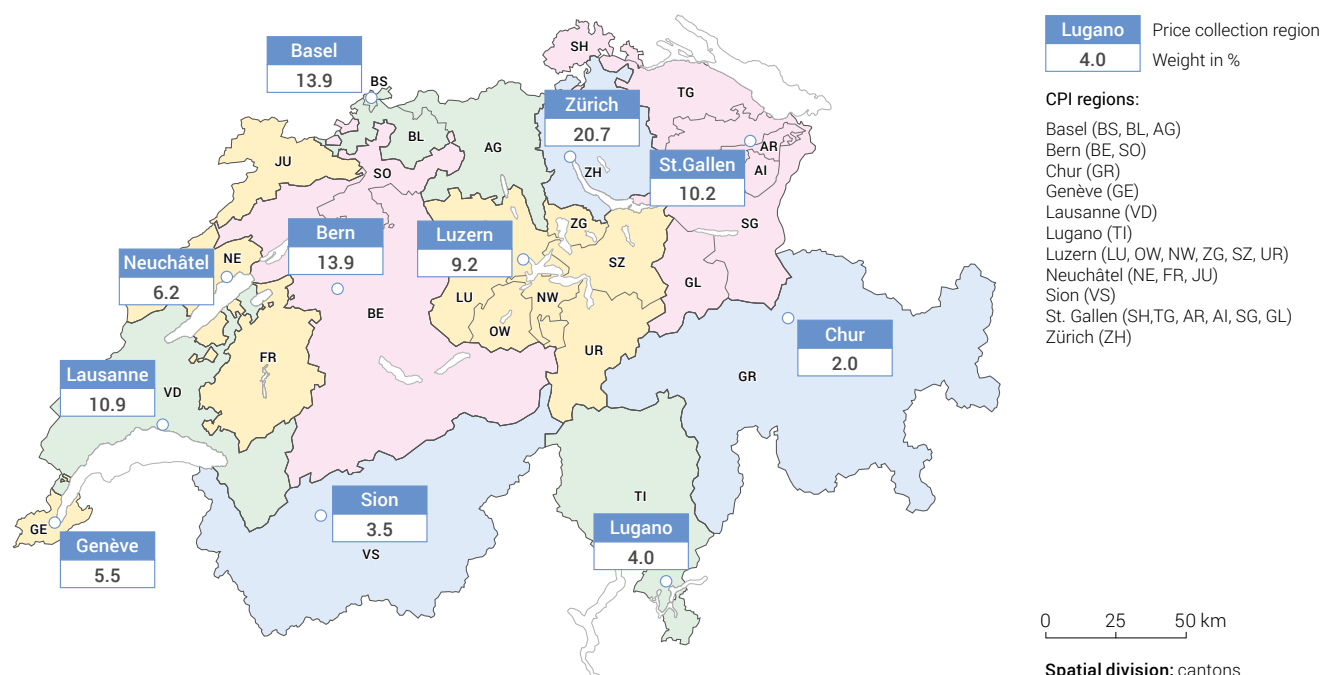 Basel
13.9
BS
BL
AG
SH
TG
Zürich
20.7
ZH
AR
AI
St.Gallen
10.2
SG
GL
JU
SO
Bern
13.9
BE
Luzern
9.2
ZG
SZ
LU
NW
OW
UR
Neuchâtel
6.2
NE
FR
Lausanne
10.9
VD
GE
Genève
5.5
Sion
3.5
VS
Chur
2.0
GR
TI
Lugano
4.0
Lugano Price collection region
4.0 Weight in %
CPI regions:
Basel (BS, BL, AG)
Bern (BE, SO)
Chur (GR)
Genève (GE)
Lausanne (VD)
Lugano (TI)
Luzern (LU, OW, NW, ZG, SZ, UR)
Neuchâtel (NE, FR, JU)
Sion (VS)
St. Gallen (SH,TG, AR, AI, SG, GL)
Zürich (ZH)
0 25 50 km
Spatial division: cantons